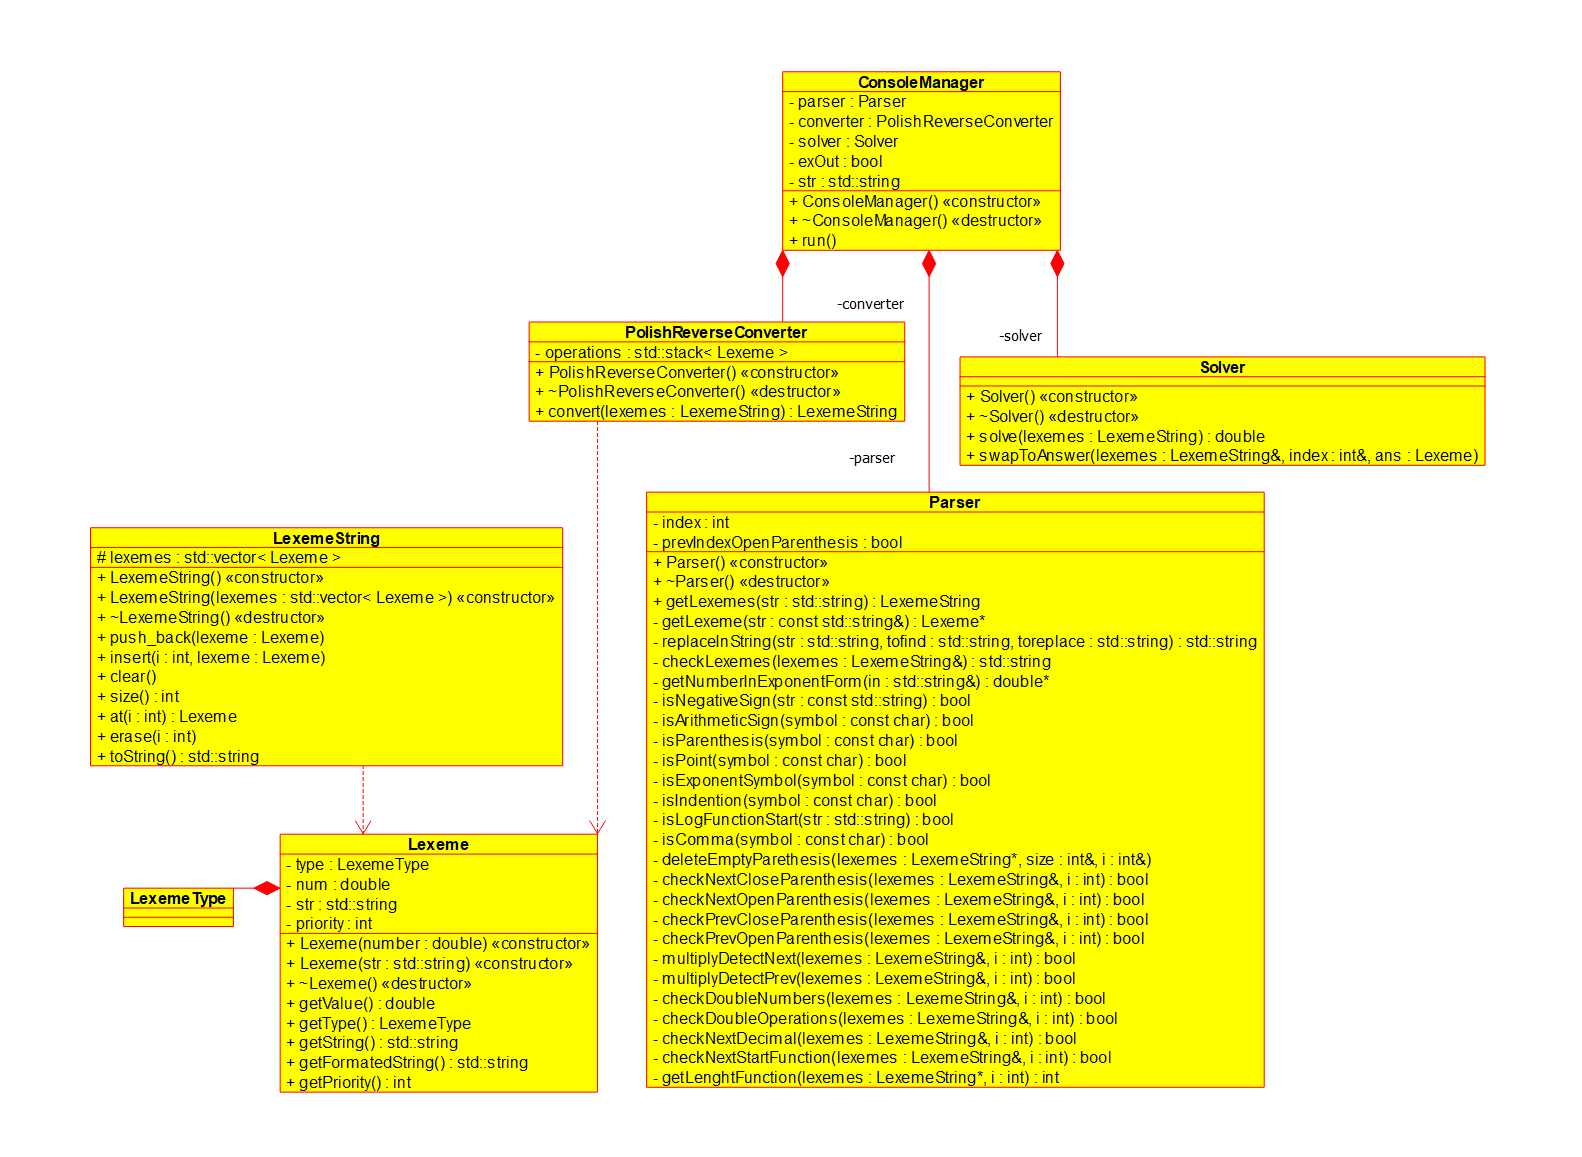 ConsoleManager
- parser : Parser
- converter : PolishReverseConverter
- solver : Solver
- exOut : bool
- str : std::string
+ ConsoleManager() «constructor»
+ ~ConsoleManager() «destructor»
+ run()
-converter
-solver
-parser
PolishReverseConverter
- operations : std::stack< Lexeme >
+ PolishReverseConverter() «constructor»
+ ~PolishReverseConverter() «destructor»
+ convert(lexemes : LexemeString) : LexemeString
Solver
+ Solver() «constructor»
+ ~Solver() «destructor»
+ solve(lexemes : LexemeString) : double
+ swapToAnswer(lexemes : LexemeString&, index : int&, ans : Lexeme)
LexemeString
# lexemes : std::vector< Lexeme >
+ LexemeString() «constructor»
+ LexemeString(lexemes : std::vector< Lexeme >) «constructor»
+ ~LexemeString() «destructor»
+ push_back(lexeme : Lexeme)
+ insert(i : int, lexeme : Lexeme)
+ clear()
+ size() : int
+ at(i : int) : Lexeme
+ erase(i : int)
+ toString() : std::string
Parser
- index : int
- prevIndexOpenParenthesis : bool
+ Parser() «constructor»
+ ~Parser() «destructor»
+ getLexemes(str : std::string) : LexemeString
- getLexeme(str : const std::string&) : Lexeme*
- replaceInString(str : std::string, tofind : std::string, toreplace : std::string) : std::string
- checkLexemes(lexemes : LexemeString&) : std::string
- getNumberInExponentForm(in : std::string&) : double*
- isNegativeSign(str : const std::string) : bool
- isArithmeticSign(symbol : const char) : bool
- isParenthesis(symbol : const char) : bool
- isPoint(symbol : const char) : bool
- isExponentSymbol(symbol : const char) : bool
- isIndention(symbol : const char) : bool
- isLogFunctionStart(str : std::string) : bool
- isComma(symbol : const char) : bool
- deleteEmptyParethesis(lexemes : LexemeString*, size : int&, i : int&)
- checkNextCloseParenthesis(lexemes : LexemeString&, i : int) : bool
- checkNextOpenParenthesis(lexemes : LexemeString&, i : int) : bool
- checkPrevCloseParenthesis(lexemes : LexemeString&, i : int) : bool
- checkPrevOpenParenthesis(lexemes : LexemeString&, i : int) : bool
- multiplyDetectNext(lexemes : LexemeString&, i : int) : bool
- multiplyDetectPrev(lexemes : LexemeString&, i : int) : bool
- checkDoubleNumbers(lexemes : LexemeString&, i : int) : bool
- checkDoubleOperations(lexemes : LexemeString&, i : int) : bool
- checkNextDecimal(lexemes : LexemeString&, i : int) : bool
- checkNextStartFunction(lexemes : LexemeString&, i : int) : bool
- getLenghtFunction(lexemes : LexemeString*, i : int) : int
LexemeType
Lexeme
- type : LexemeType
- num : double
- str : std::string
- priority : int
+ Lexeme(number : double) «constructor»
+ Lexeme(str : std::string) «constructor»
+ ~Lexeme() «destructor»
+ getValue() : double
+ getType() : LexemeType
+ getString() : std::string
+ getFormatedString() : std::string
+ getPriority() : int